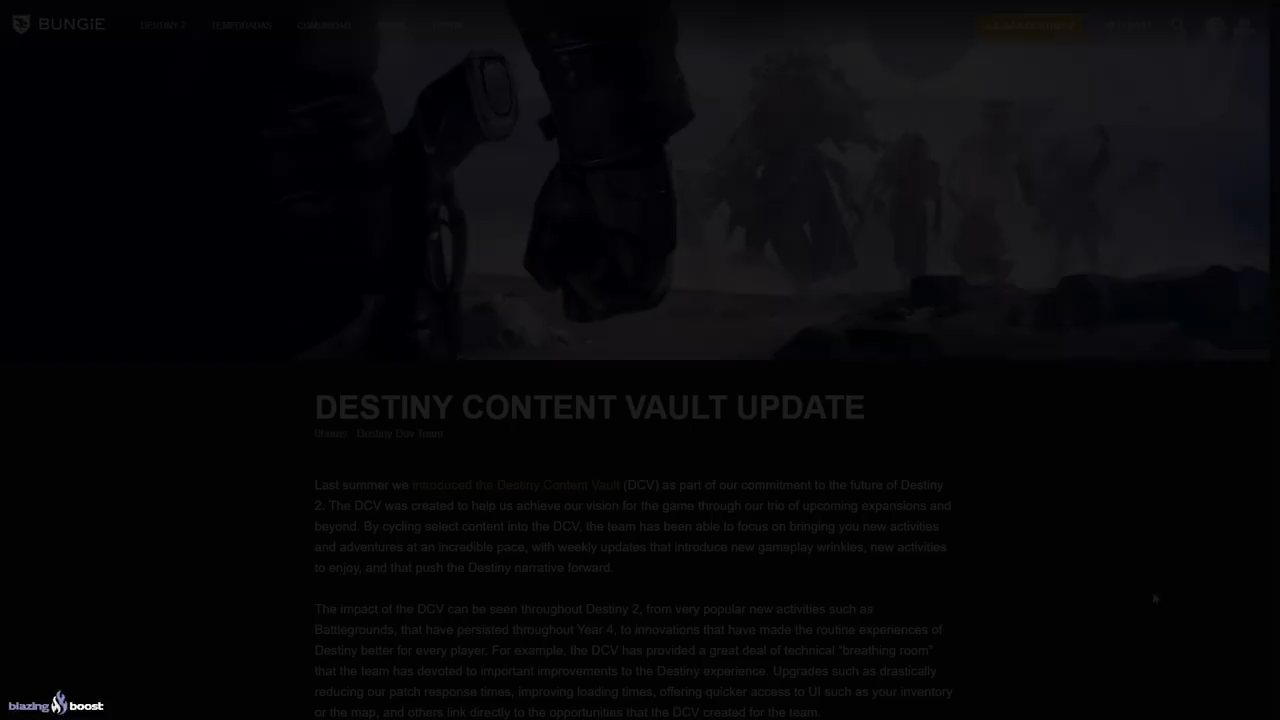 BUNGiE
DESTINY 2 TEMPORADAS COMUNIDAD
DESTINY CONTENT VAULT UPDATE
Destiny Dev Team
Last summer we introduced the Destiny Content Vault (DCV) as part of our commitment to the future of Destiny
2. The DCV was created to help us achieve our vision for the game through our trio of upcoming expansions and
beyond. By cycling select content into the DCV, the team has been able to focus on bringing you new activities
and adventures at an incredible pace, with weekly updates that introduce new gameplay wrinkles, new activities
to enjoy, and that push the Destiny narrative forward.
The impact of the DCV can be seen throughout Destiny 2, from very popular new activities such as
Battlegrounds, that have persisted throughout Year 4, to innovations that have made the routine experiences of
Destiny better for every player. For example, the DCV has provided a great deal of technical “breathing room”
that the team has devoted to important improvements to the Destiny experience. Upgrades such as drastically
reducing our patch response times, improving loading times, offering quicker access to UI such as your inventory
or the map, and others link directly to the opportunities that the DCV created for the team.
blazing boost